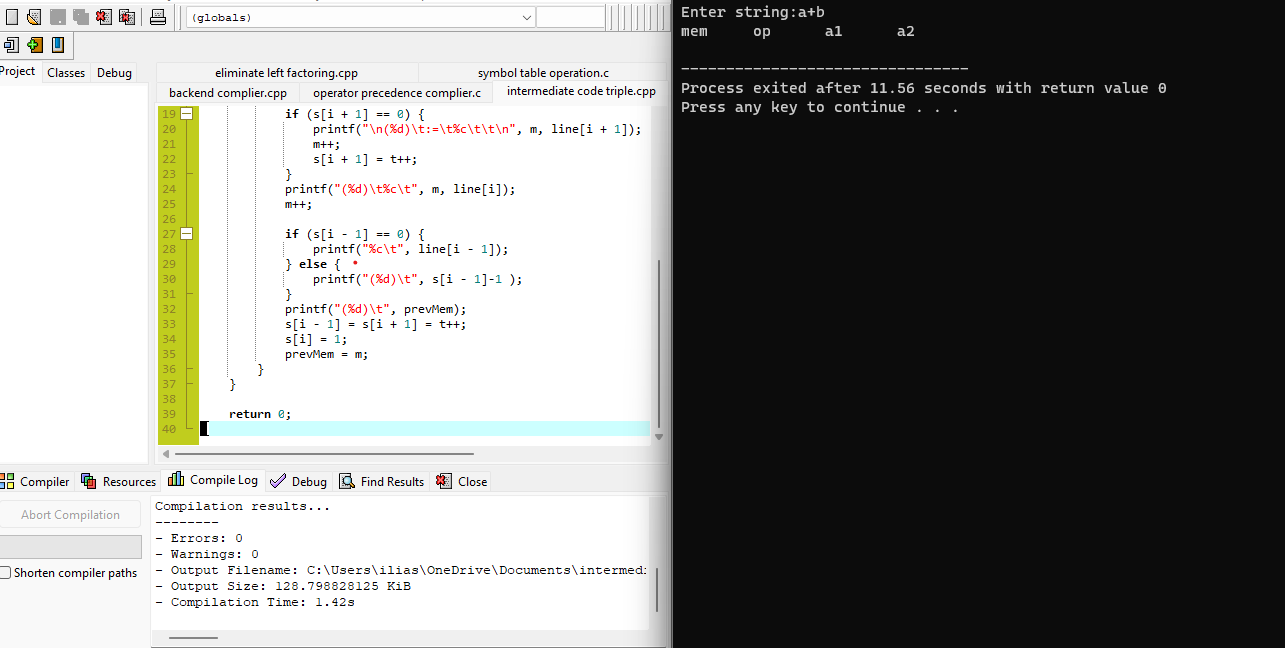 (globals)
Project Classes Debug
eliminate left factoring.cpp symbol table operation.c
backend complier.cpp operator precedence complier.c intermediate code triple.cpp
19 if (s[i + 1] == 0) {
20 printf("\n(%d)\t:=\t%c\t\t\n", m, line[i + 1]);
21 m++;
22 s[i + 1] = t++;
23 }
24 printf("(%d)\t%c\t", m, line[i]);
25 m++;
26
27 if (s[i - 1] == 0) {
28 printf("%c\t", line[i - 1]);
29 } else {
30 printf("(%d)\t", s[i - 1]-1 );
31 }
32 printf("(%d)\t", prevMem);
33 s[i - 1] = s[i + 1] = t++;
34 s[i] = 1;
35 prevMem = m;
36 }
37 }
38
39 return 0;
40
Compiler Resources Compile Log Debug Find Results Close
Abort Compilation
Shorten compiler paths
Compilation results...
--------
- Errors: 0
- Warnings: 0
- Output Filename: C:\Users\ilias\OneDrive\Documents\intermedi
- Output Size: 128.798828125 KiB
- Compilation Time: 1.42s
Enter string:a+b
mem op a1 a2
--------------------------------
Process exited after 11.56 seconds with return value 0
Press any key to continue . . .